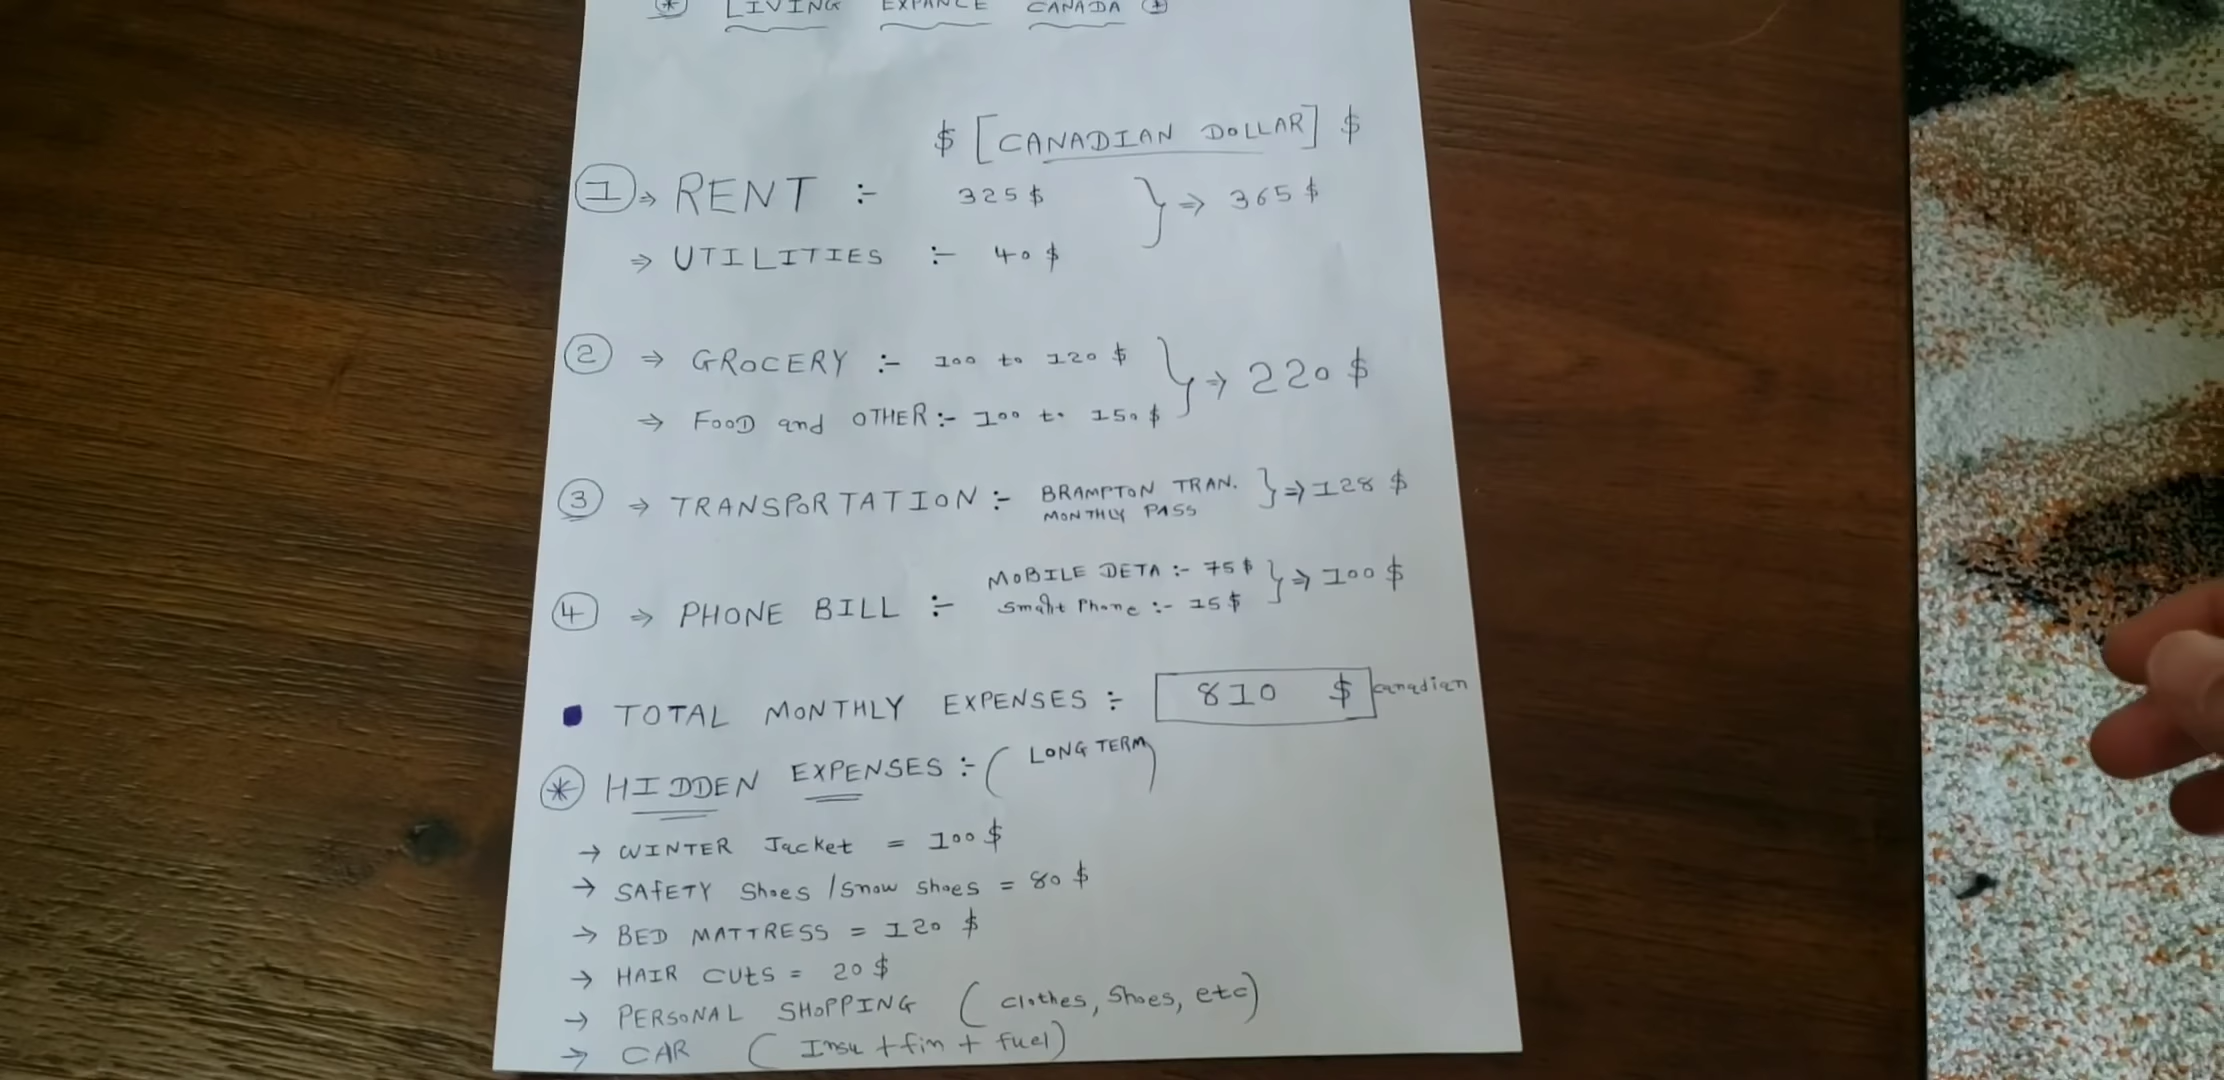 * LIVING EXPANCE CANADA *
$ [CANADIAN DOLLAR] $
1 ⇒ RENT :- 325 $ } ⇒ 365 $
⇒ UTILITIES :- 40 $
2 ⇒ GROCERY :- 100 to 120 $ } ⇒ 220 $
⇒ FOOD and OTHER :- 100 to 150 $
3 ⇒ TRANSPORTATION :- BRAMPTON TRAN. } ⇒ 128 $
MONTHLY PASS
MOBILE DETA :- 75 $ } ⇒ 100 $
4 ⇒ PHONE BILL :- Smart Phone :- 25 $
■ TOTAL MONTHLY EXPENSES :- 810 $ canadian
* HIDDEN EXPENSES :- (LONG TERM)
→ WINTER Jacket = 100 $
→ SAFETY Shoes / Snow shoes = 80 $
→ BED MATTRESS = 120 $
→ HAIR CUTS = 20 $
→ PERSONAL SHOPPING (clothes, Shoes, etc)
→ CAR (Insu + fin + fuel)